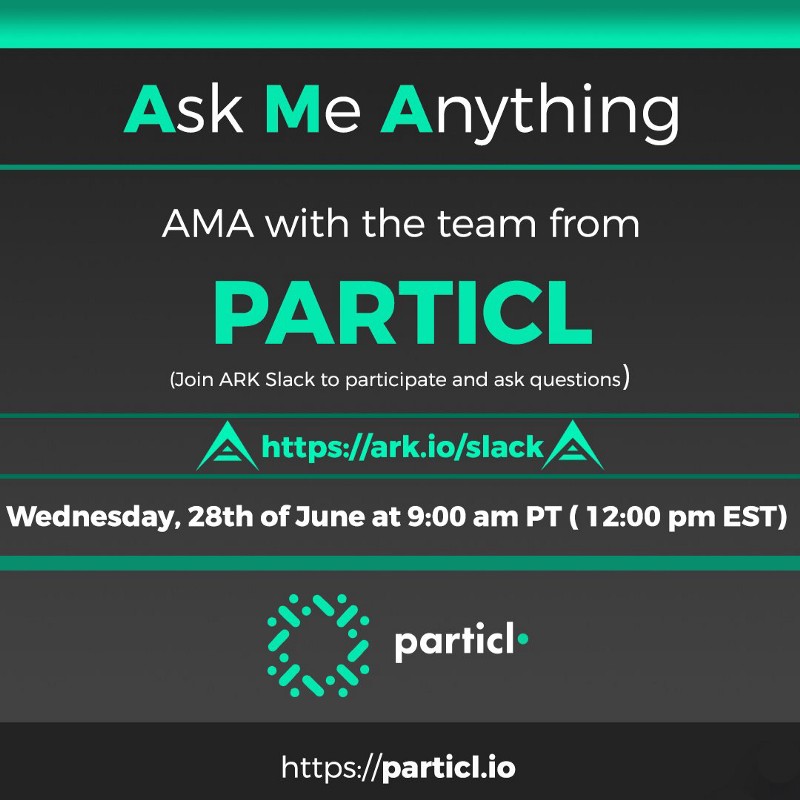 Ask Me Anything
AMA with the team from
PARTICL
(Join ARK Slack to participate and ask questions)
https://ark.io/slack
Wednesday, 28th of June at 9:00 am PT ( 12:00 pm EST)
particl
https://particl.io